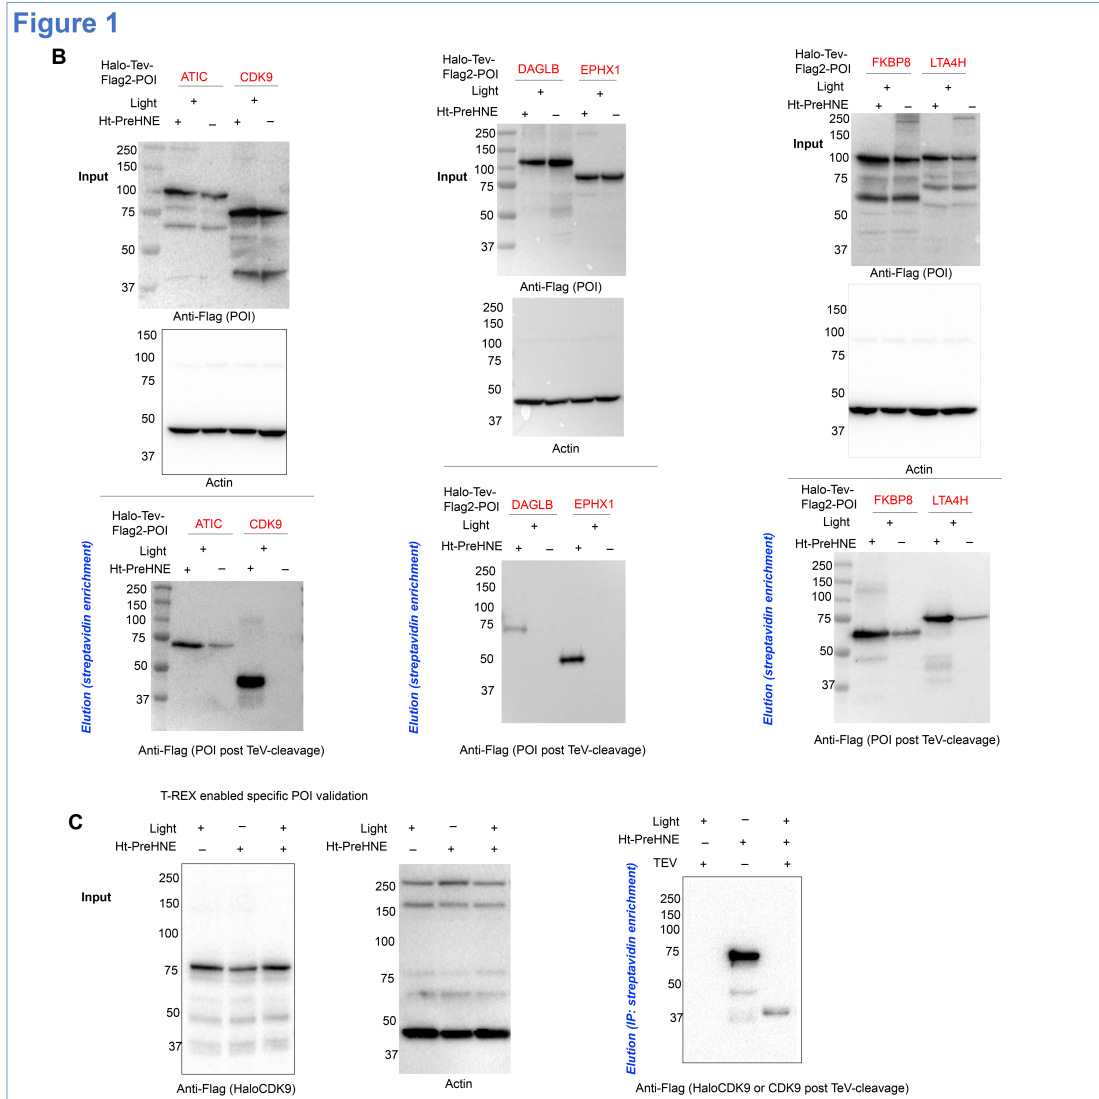 Figure 1
B
Halo-Tev-
Flag2-POI
ATIC CDK9
Light + +
Ht-PreHNE + – + –
Input
250
150
100
75
50
37
Anti-Flag (POI)
150
100
75
50
37
Actin
Halo-Tev-
Flag2-POI
ATIC CDK9
Light + +
Ht-PreHNE + – + –
Elution (streptavidin enrichment)
250
150
100
75
50
37
Anti-Flag (POI post TeV-cleavage)
Halo-Tev-
Flag2-POI
DAGLB EPHX1
Light + +
Ht-PreHNE + – + –
Input
250
150
100
75
50
37
Anti-Flag (POI)
250
150
100
75
50
37
Actin
Halo-Tev-
Flag2-POI
DAGLB EPHX1
Light + +
Ht-PreHNE + – + –
Elution (streptavidin enrichment)
250
150
100
75
50
37
Anti-Flag (POI post TeV-cleavage)
Halo-Tev-
Flag2-POI
FKBP8 LTA4H
Light + +
Ht-PreHNE + – + –
Input
250
150
100
75
50
37
Anti-Flag (POI)
150
100
75
50
37
Actin
Halo-Tev-
Flag2-POI
FKBP8 LTA4H
Light + +
Ht-PreHNE + – + –
Elution (streptavidin enrichment)
250
150
100
75
50
37
Anti-Flag (POI post TeV-cleavage)
T-REX enabled specific POI validation
C
Light + – +
Ht-PreHNE – + +
Input
250
150
100
75
50
37
Anti-Flag (HaloCDK9)
Light + – +
Ht-PreHNE – + +
250
150
100
75
50
37
Actin
Light + – +
Ht-PreHNE – + +
TEV + – +
Elution (IP: streptavidin enrichment)
250
150
100
75
50
37
Anti-Flag (HaloCDK9 or CDK9 post TeV-cleavage)